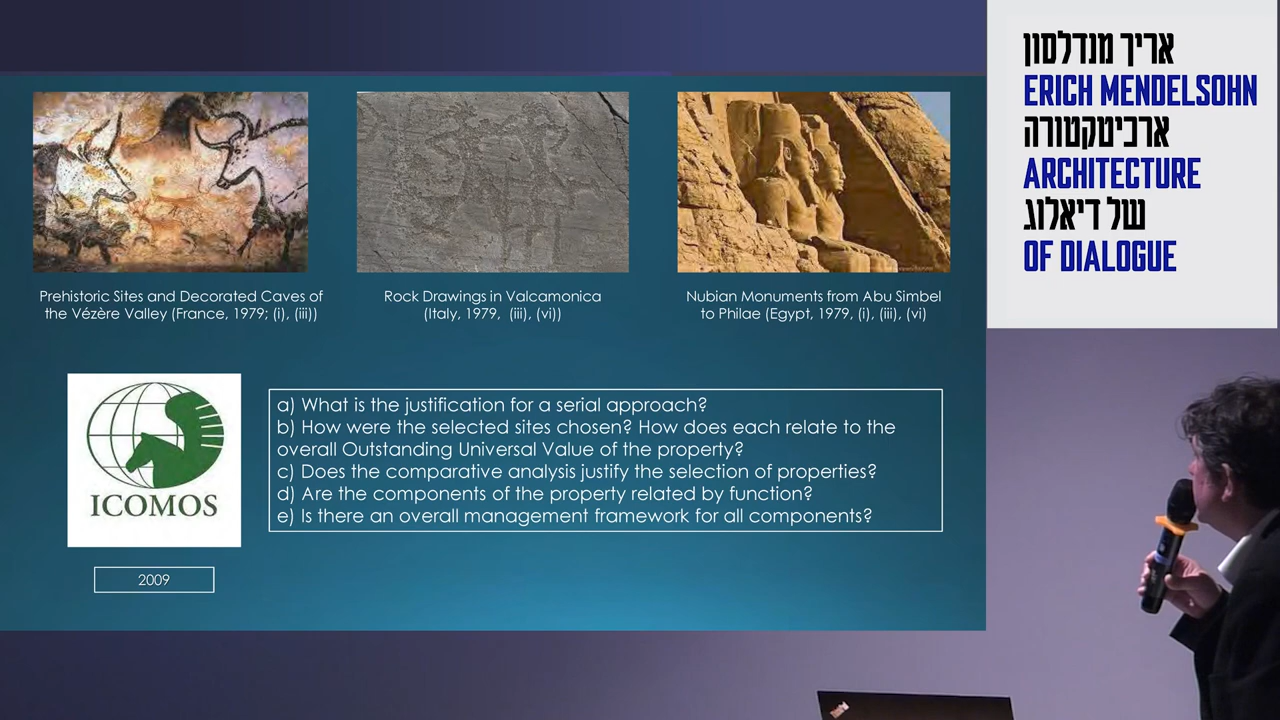 Prehistoric Sites and Decorated Caves of
the Vézère Valley (France, 1979; (i), (iii))
Rock Drawings in Valcamonica
(Italy, 1979, (iii), (vi))
Nubian Monuments from Abu Simbel
to Philae (Egypt, 1979, (i), (iii), (vi)
ICOMOS
2009
a) What is the justification for a serial approach?
b) How were the selected sites chosen? How does each relate to the
overall Outstanding Universal Value of the property?
c) Does the comparative analysis justify the selection of properties?
d) Are the components of the property related by function?
e) Is there an overall management framework for all components?
אריך מנדלסון
ERICH MENDELSOHN
ארכיטקטורה
ARCHITECTURE
של דיאלוג
OF DIALOGUE